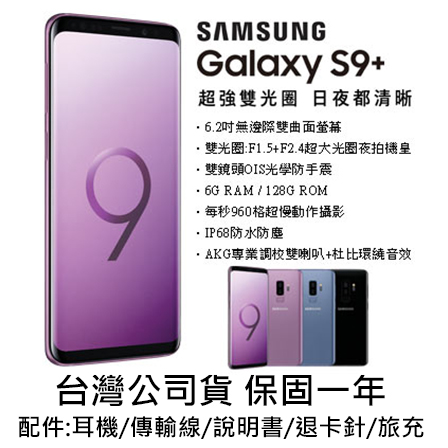 SAMSUNG
Galaxy S9+
超強雙光圈 日夜都清晰
・6.2吋無邊際雙曲面螢幕
・雙光圈:F1.5+F2.4超大光圈夜拍機皇
・雙鏡頭OIS光學防手震
・6G RAM / 128G ROM
・每秒960格超慢動作攝影
・IP68防水防塵
・AKG專業調校雙喇叭+杜比環繞音效
台灣公司貨 保固一年
配件:耳機/傳輸線/說明書/退卡針/旅充